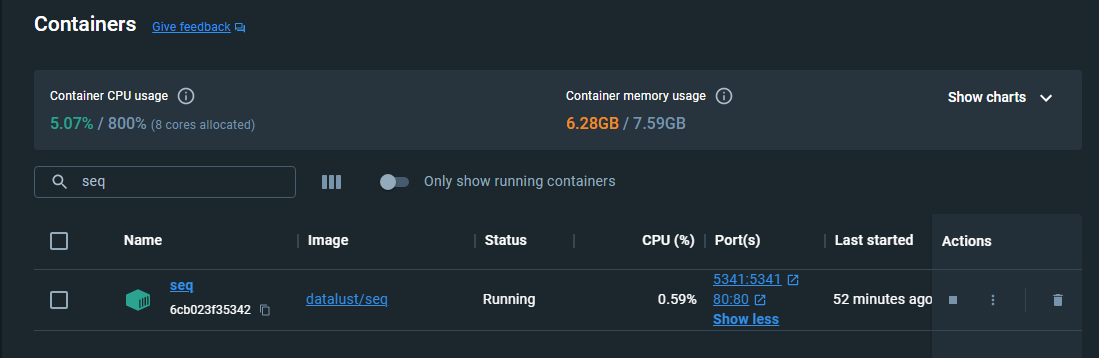 Containers Give feedback
Container CPU usage
5.07% / 800% (8 cores allocated)
Container memory usage
6.28GB / 7.59GB
Show charts
seq
Only show running containers
Name Image Status CPU (%) Port(s) Last started Actions
seq
6cb023f35342
datalust/seq
Running
0.59%
5341:5341
80:80
Show less
52 minutes ago